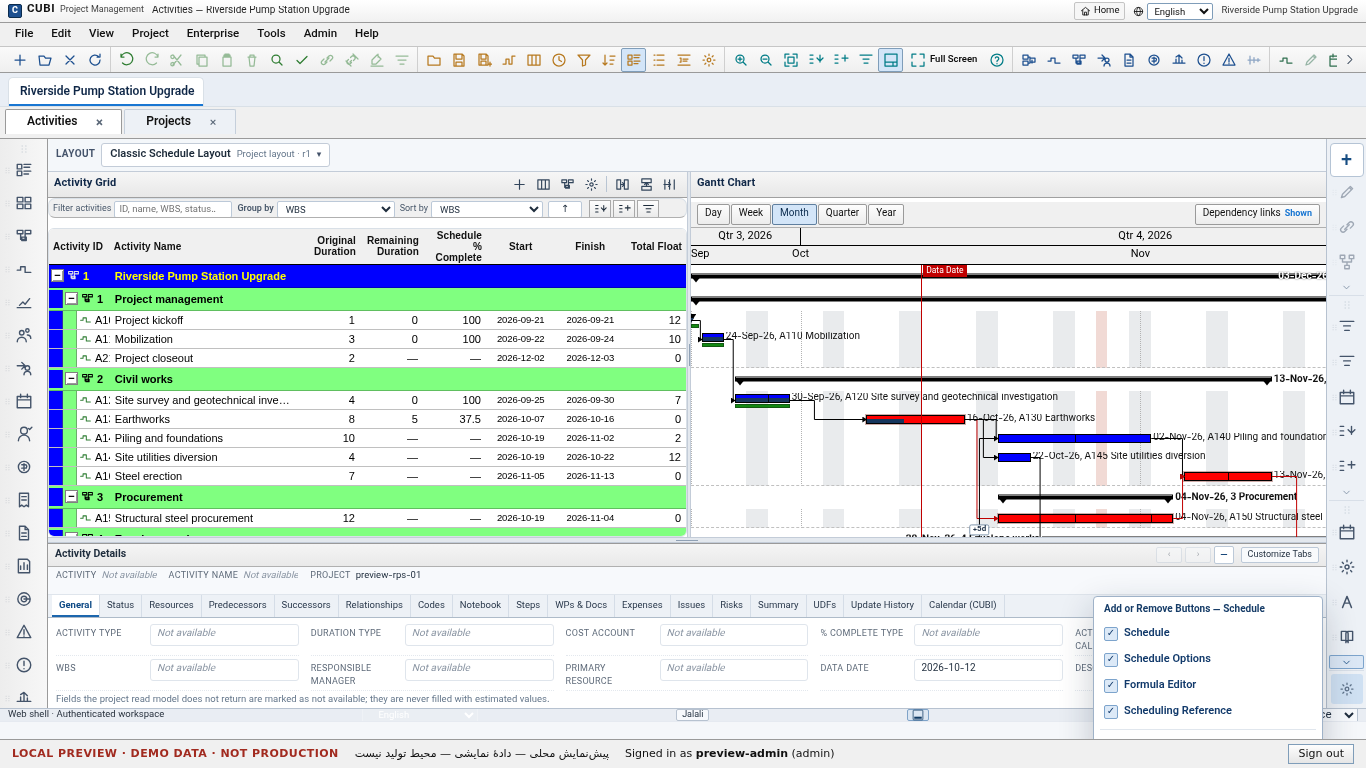 CUBI Project Management Activities — Riverside Pump Station Upgrade Home English Riverside Pump Station Upgrade
File Edit View Project Enterprise Tools Admin Help
Full Screen
Riverside Pump Station Upgrade
Activities × Projects ×
LAYOUT Classic Schedule Layout Project layout · r1
Activity Grid
Filter activities ID, name, WBS, status.. Group by WBS Sort by WBS
Activity ID Activity Name Original Duration Remaining Duration Schedule % Complete Start Finish Total Float
1 Riverside Pump Station Upgrade
1 Project management
A1 Project kickoff 1 0 100 2026-09-21 2026-09-21 12
A1 Mobilization 3 0 100 2026-09-22 2026-09-24 10
A2 Project closeout 2 — — 2026-12-02 2026-12-03 0
2 Civil works
A1 Site survey and geotechnical inve… 4 0 100 2026-09-25 2026-09-30 7
A1 Earthworks 8 5 37.5 2026-10-07 2026-10-16 0
A1 Piling and foundations 10 — — 2026-10-19 2026-11-02 2
A1 Site utilities diversion 4 — — 2026-10-19 2026-10-22 12
A1 Steel erection 7 — — 2026-11-05 2026-11-13 0
3 Procurement
A1 Structural steel procurement 12 — — 2026-10-19 2026-11-04 0
Gantt Chart
Day Week Month Quarter Year Dependency links Shown
Qtr 3, 2026 Qtr 4, 2026
Sep Oct Nov
Data Date 03-Dec-26
24-Sep-26, A110 Mobilization
13-Nov-26,
30-Sep-26, A120 Site survey and geotechnical investigation
16-Oct-26, A130 Earthworks
02-Nov-26, A140 Piling and foundation
22-Oct-26, A145 Site utilities diversion
13-Nov-26,
04-Nov-26, 3 Procurement
04-Nov-26, A150 Structural steel
+5d
Activity Details Customize Tabs
ACTIVITY Not available ACTIVITY NAME Not available PROJECT preview-rps-01
General Status Resources Predecessors Successors Relationships Codes Notebook Steps WPs & Docs Expenses Issues Risks Summary UDFs Update History Calendar (CUBI)
ACTIVITY TYPE Not available DURATION TYPE Not available COST ACCOUNT Not available % COMPLETE TYPE Not available
WBS Not available RESPONSIBLE MANAGER Not available PRIMARY RESOURCE Not available DATA DATE 2026-10-12
Fields the project read model does not return are marked as not available; they are never filled with estimated values.
Add or Remove Buttons — Schedule
Schedule
Schedule Options
Formula Editor
Scheduling Reference
Web shell · Authenticated workspace English Jalali
LOCAL PREVIEW · DEMO DATA · NOT PRODUCTION پیش‌نمایش محلی — دادهٔ نمایشی — محیط تولید نیست Signed in as preview-admin (admin) Sign out